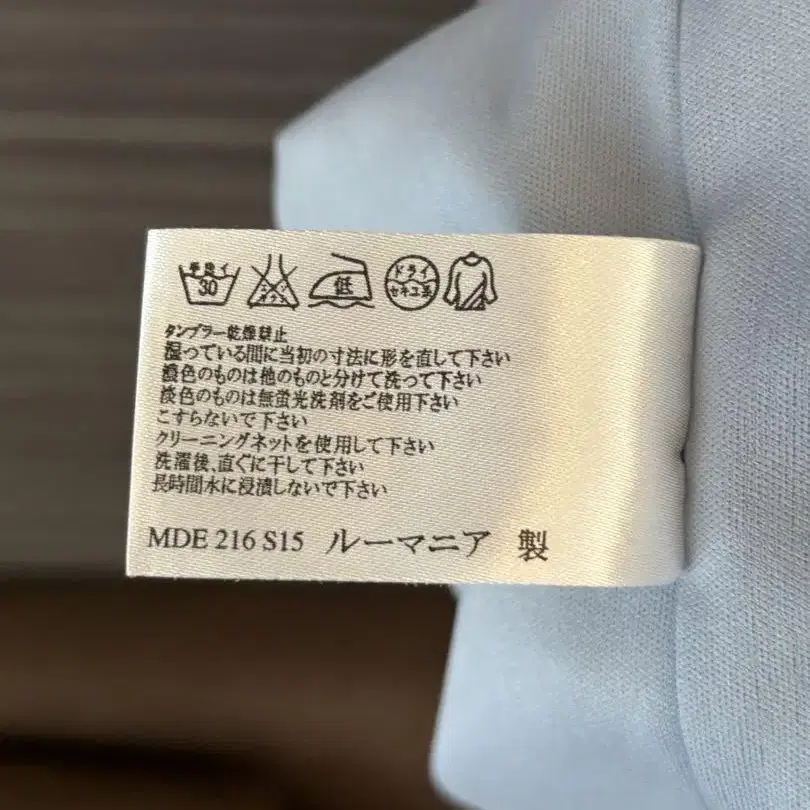 手洗イ
30
エンソサラシ
低
ドライ
セキユ系
タンブラー乾燥禁止
湿っている間に当初の寸法に形を直して下さい
濃色のものは他のものと分けて洗って下さい
淡色のものは無蛍光洗剤をご使用下さい
こすらないで下さい
クリーニングネットを使用して下さい
洗濯後、直ぐに干して下さい
長時間水に浸漬しないで下さい
MDE 216 S15 ルーマニア 製